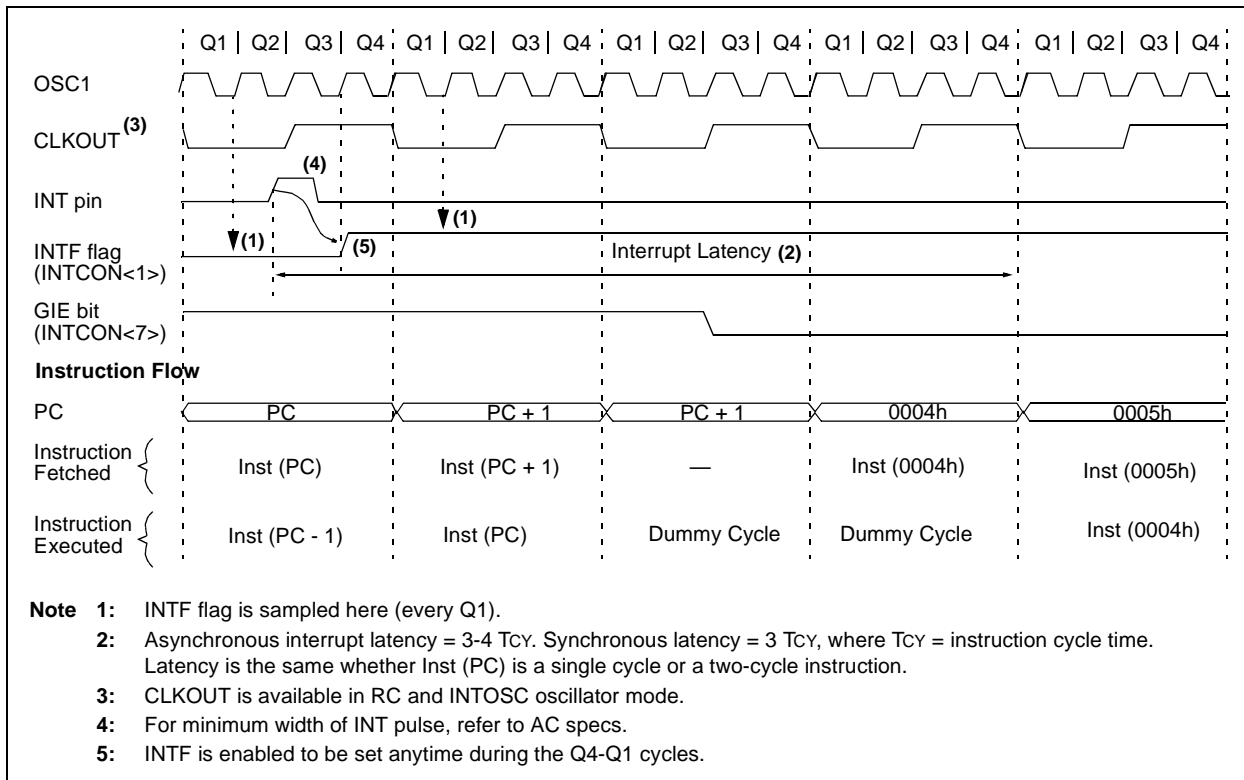 Q1 Q2 Q3 Q4 Q1 Q2 Q3 Q4 Q1 Q2 Q3 Q4 Q1 Q2 Q3 Q4 Q1 Q2 Q3 Q4
OSC1
CLKOUT (3)
(4)
INT pin
(1)
(1)
(5)
INTF flag
(INTCON<1>)
Interrupt Latency (2)
GIE bit
(INTCON<7>)
Instruction Flow
PC PC PC + 1 PC + 1 0004h 0005h
Instruction
Fetched
Inst (PC) Inst (PC + 1) — Inst (0004h) Inst (0005h)
Instruction
Executed
Inst (PC - 1) Inst (PC) Dummy Cycle Dummy Cycle Inst (0004h)
Note 1: INTF flag is sampled here (every Q1).
2: Asynchronous interrupt latency = 3-4 TCY. Synchronous latency = 3 TCY, where TCY = instruction cycle time.
Latency is the same whether Inst (PC) is a single cycle or a two-cycle instruction.
3: CLKOUT is available in RC and INTOSC oscillator mode.
4: For minimum width of INT pulse, refer to AC specs.
5: INTF is enabled to be set anytime during the Q4-Q1 cycles.